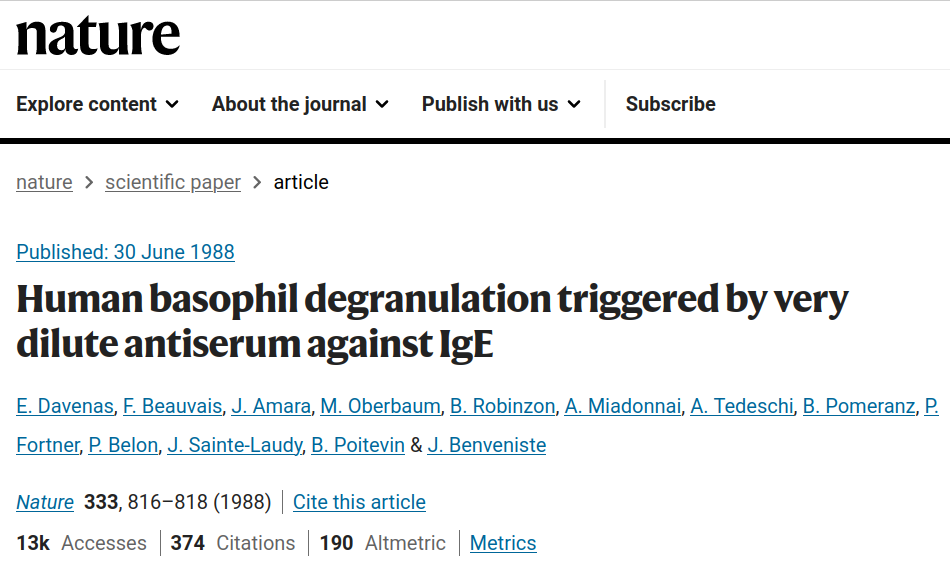 nature
Explore content About the journal Publish with us Subscribe
nature > scientific paper > article
Published: 30 June 1988
Human basophil degranulation triggered by very
dilute antiserum against IgE
E. Davenas, F. Beauvais, J. Amara, M. Oberbaum, B. Robinzon, A. Miadonnai, A. Tedeschi, B. Pomeranz, P.
Fortner, P. Belon, J. Sainte-Laudy, B. Poitevin & J. Benveniste
Nature 333, 816–818 (1988) Cite this article
13k Accesses 374 Citations 190 Altmetric Metrics